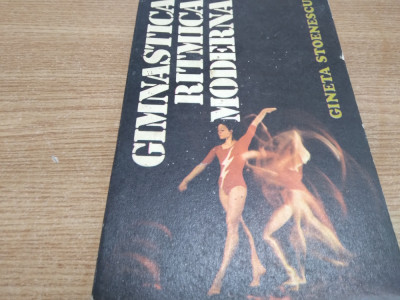 GIMNASTICA
RITMICA
MODERNA
GINETA STOENESCU